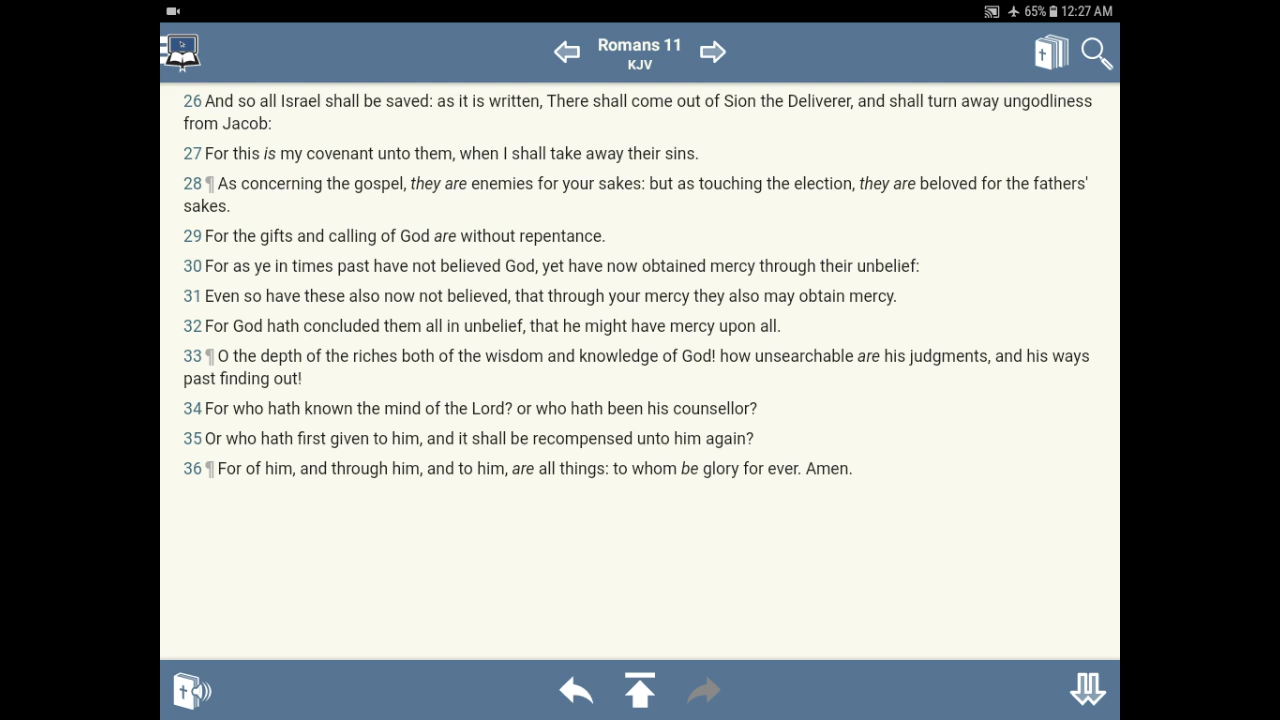 65% 12:27 AM
Romans 11
KJV
26 And so all Israel shall be saved: as it is written, There shall come out of Sion the Deliverer, and shall turn away ungodliness
from Jacob:
27 For this is my covenant unto them, when I shall take away their sins.
28 ¶ As concerning the gospel, they are enemies for your sakes: but as touching the election, they are beloved for the fathers'
sakes.
29 For the gifts and calling of God are without repentance.
30 For as ye in times past have not believed God, yet have now obtained mercy through their unbelief:
31 Even so have these also now not believed, that through your mercy they also may obtain mercy.
32 For God hath concluded them all in unbelief, that he might have mercy upon all.
33 ¶ O the depth of the riches both of the wisdom and knowledge of God! how unsearchable are his judgments, and his ways
past finding out!
34 For who hath known the mind of the Lord? or who hath been his counsellor?
35 Or who hath first given to him, and it shall be recompensed unto him again?
36 ¶ For of him, and through him, and to him, are all things: to whom be glory for ever. Amen.